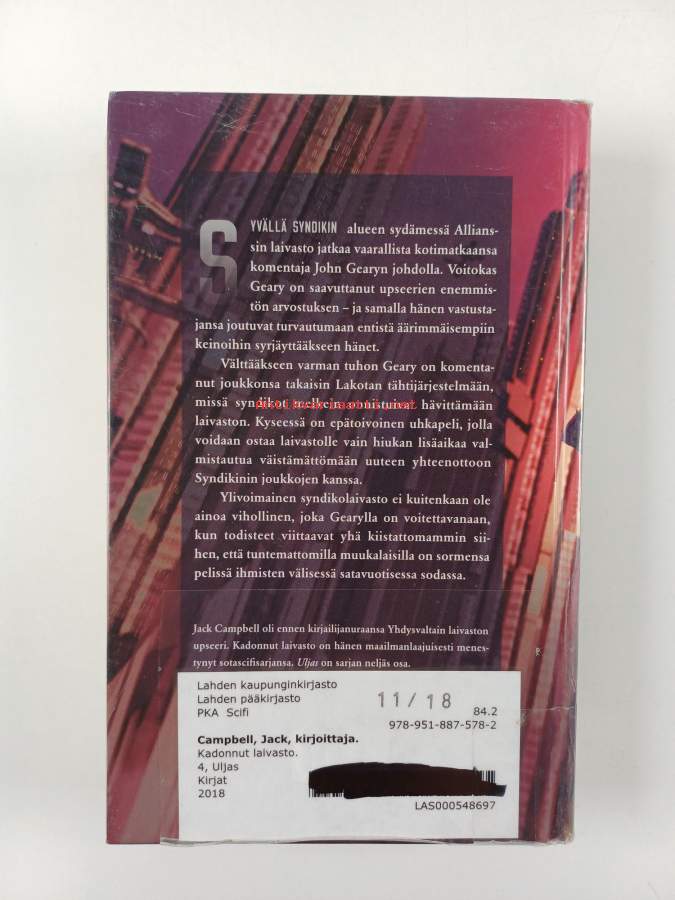 SYVÄLLÄ SYNDIKIN alueen sydämessä Allians-
sin laivasto jatkaa vaarallista kotimatkaansa
komentaja John Gearyn johdolla. Voitokas
Geary on saavuttanut upseerien enemmis-
tön arvostuksen – ja samalla hänen vastusta-
jansa joutuvat turvautumaan entistä äärimmäisempiin
keinoihin syrjäyttääkseen hänet.
Välttääkseen varman tuhon Geary on komenta-
nut joukkonsa takaisin Lakotan tähtijärjestelmään,
missä syndikot melkein onnistuivat hävittämään
laivaston. Kyseessä on epätoivoinen uhkapeli, jolla
voidaan ostaa laivastolle vain hiukan lisäaikaa val-
mistautua väistämättömään uuteen yhteenottoon
Syndikinin joukkojen kanssa.
Ylivoimainen syndikolaivasto ei kuitenkaan ole
ainoa vihollinen, joka Gearylla on voitettavanaan,
kun todisteet viittaavat yhä kiistattomammin sii-
hen, että tuntemattomilla muukalaisilla on sormensa
pelissä ihmisten välisessä satavuotisessa sodassa.
Jack Campbell oli ennen kirjailijanuraansa Yhdysvaltain laivaston
upseeri. Kadonnut laivasto on hänen maailmanlaajuisesti menes-
tynyt sotascifisarjansa. Uljas on sarjan neljäs osa.
Lahden kaupunginkirjasto
Lahden pääkirjasto
PKA Scifi
11/18
84.2
978-951-887-578-2
Campbell, Jack, kirjoittaja.
Kadonnut laivasto.
4, Uljas
Kirjat
2018
LAS000548697